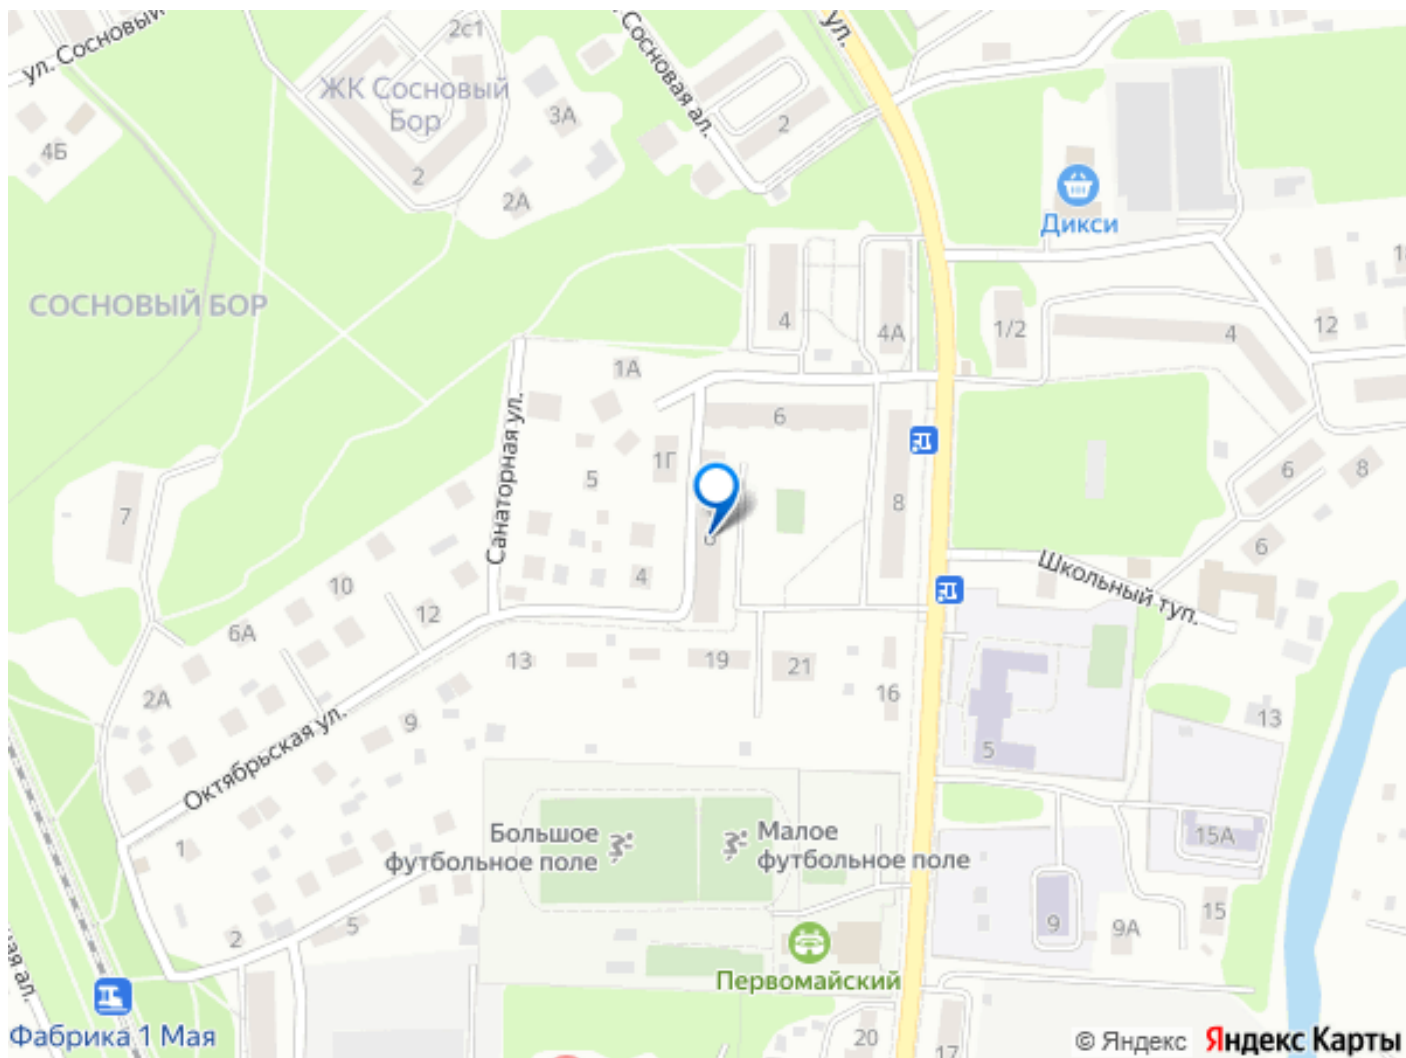 ул. Сосновый
2с1
ул.
ЖК Сосновый
Бор
Сосновая ал.
3А
2
4Б
2
2А
Дикси
СОСНОВЫЙ БОР
4
4А
1/2
4
12
1А
6
Санаторная ул.
1Г
5
8
6
8
7
6
4
10
12
Школьный туп.
6А
13
19
21
16
2А
9
13
Октябрьская ул.
5
1
Большое
футбольное поле
Малое
футбольное поле
15А
5
2
9
9А
15
Первомайский
Фабрика 1 Мая
20
17
© Яндекс
Яндекс Карты